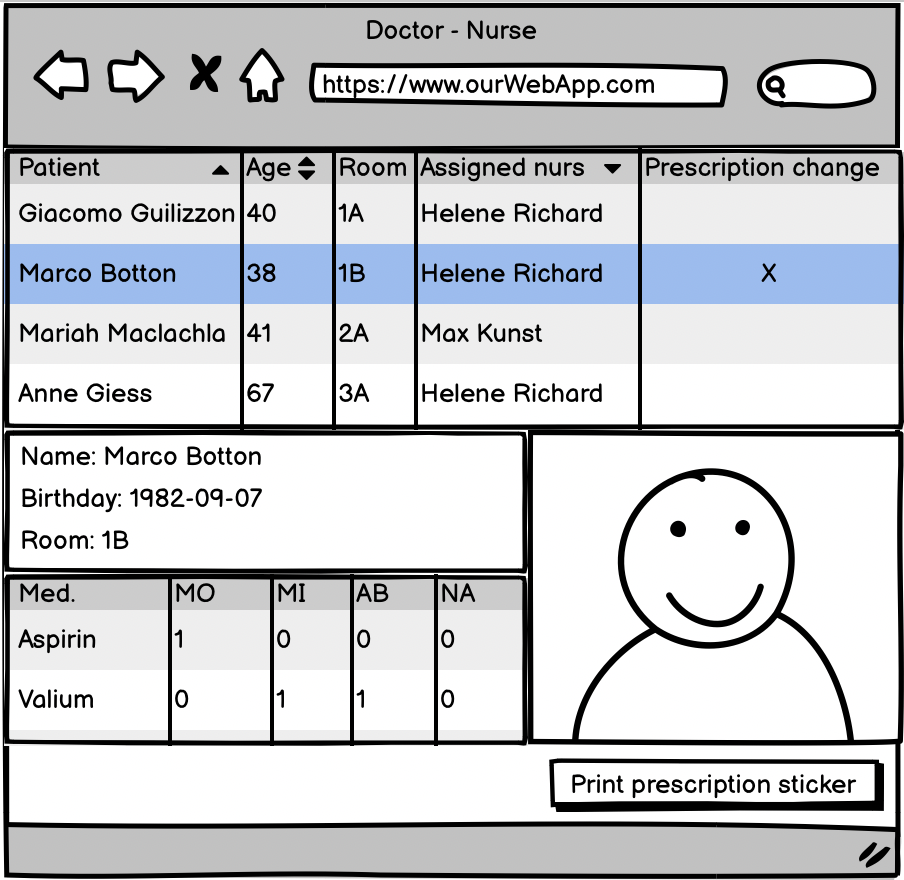 Doctor - Nurse
https://www.ourWebApp.com
Patient Age Room Assigned nurs Prescription change
Giacomo Guilizzon 40 1A Helene Richard
Marco Botton 38 1B Helene Richard X
Mariah Maclachla 41 2A Max Kunst
Anne Giess 67 3A Helene Richard
Name: Marco Botton
Birthday: 1982-09-07
Room: 1B
Med. MO MI AB NA
Aspirin 1 0 0 0
Valium 0 1 1 0
Print prescription sticker